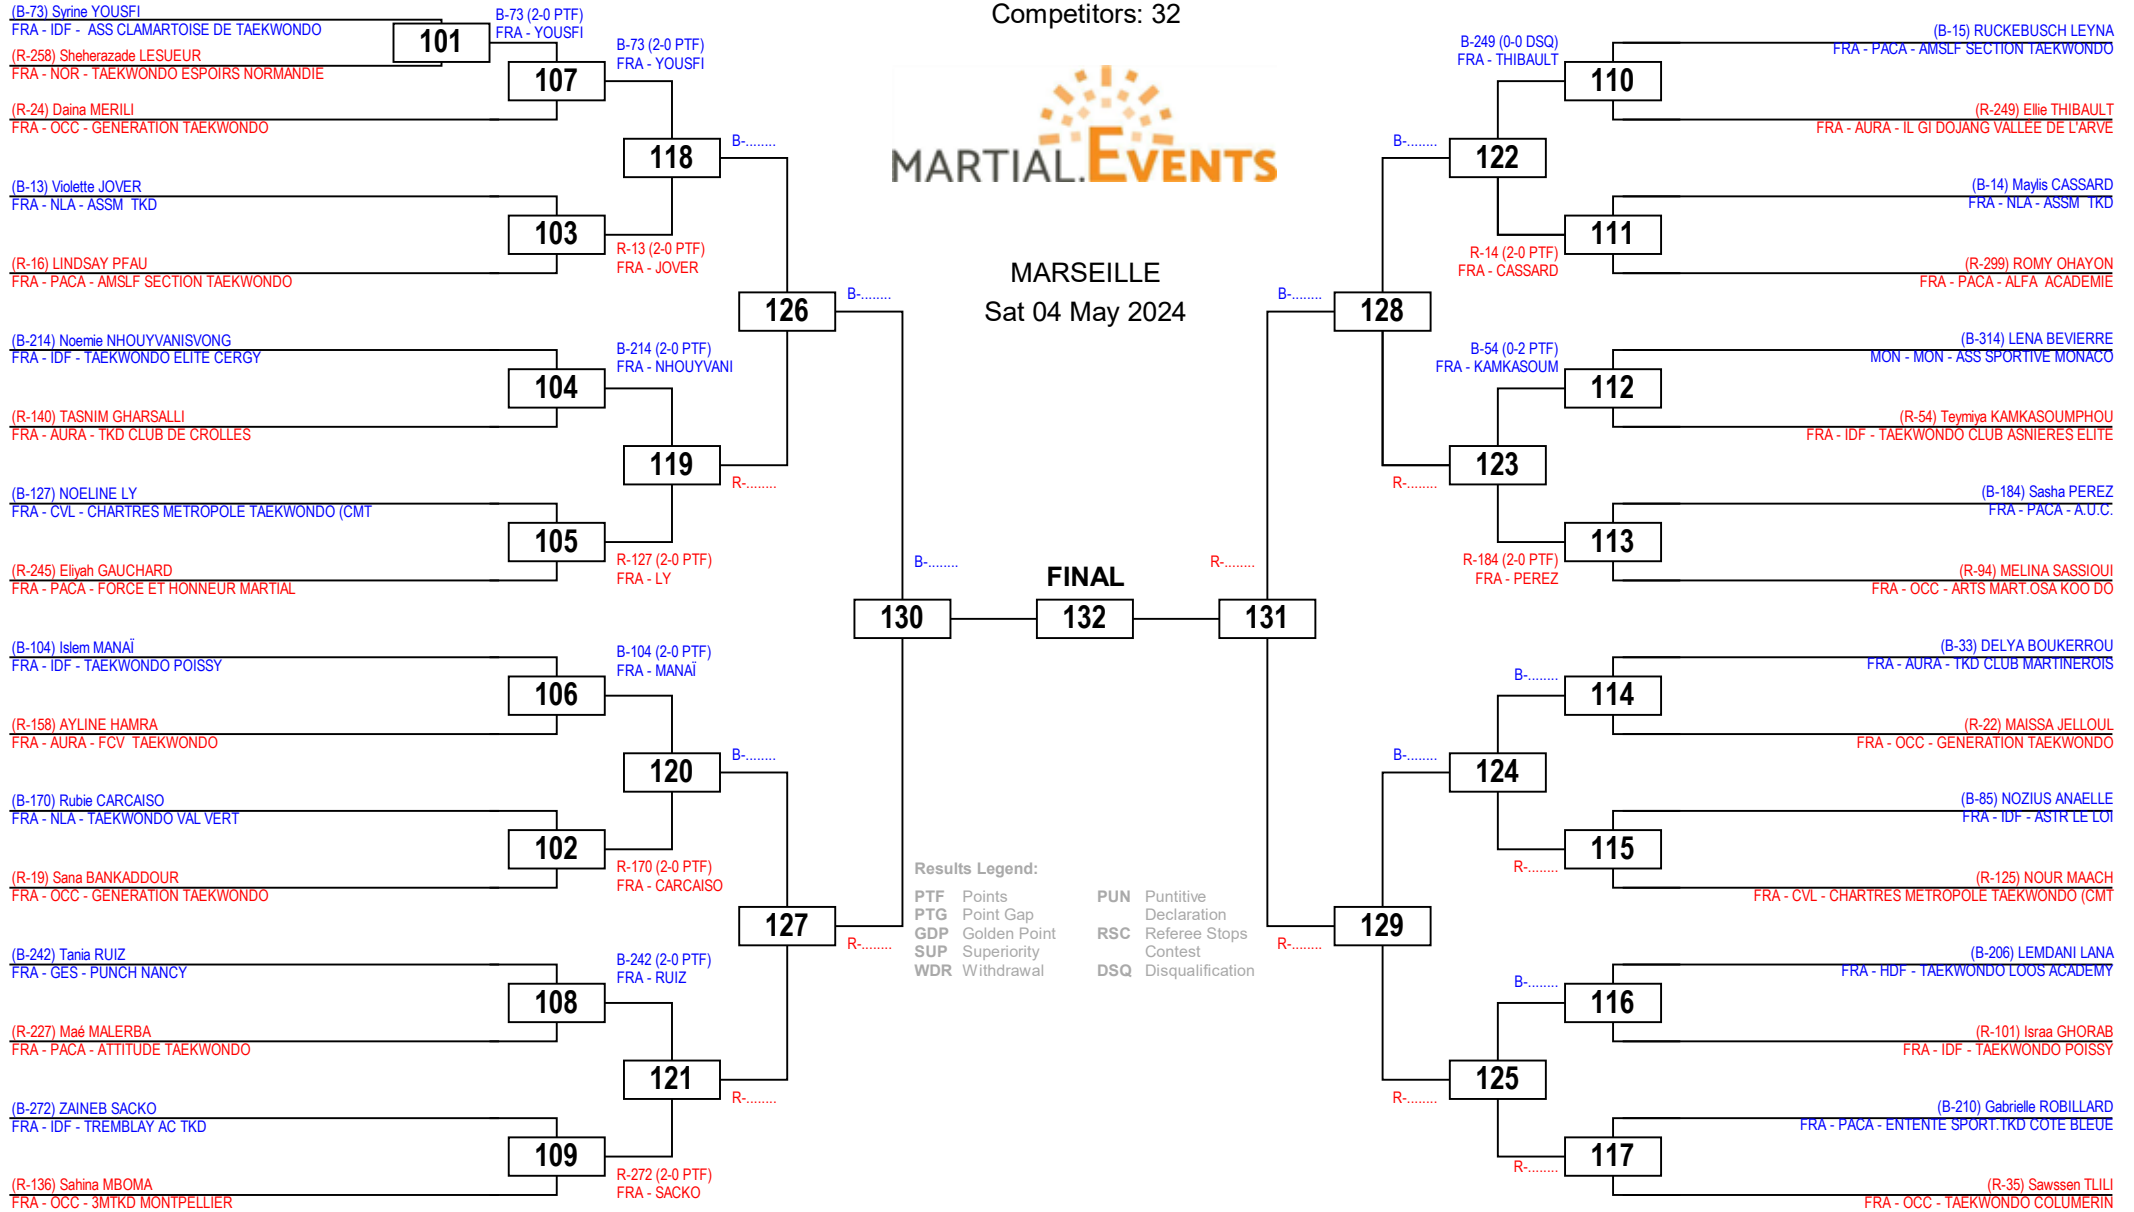 Competitors: 32
MARTIAL.EVENTS
MARSEILLE
Sat 04 May 2024
(B-73) Syrine YOUSFI
FRA - IDF - ASS CLAMARTOISE DE TAEKWONDO
101
(R-258) Sheherazade LESUEUR
FRA - NOR - TAEKWONDO ESPOIRS NORMANDIE
B-73 (2-0 PTF)
FRA - YOUSFI
107
(R-24) Daina MERILI
FRA - OCC - GENERATION TAEKWONDO
B-73 (2-0 PTF)
FRA - YOUSFI
118
B-........
(B-13) Violette JOVER
FRA - NLA - ASSM TKD
103
(R-16) LINDSAY PFAU
FRA - PACA - AMSLF SECTION TAEKWONDO
R-13 (2-0 PTF)
FRA - JOVER
126
B-........
(B-214) Noemie NHOUYVANISVONG
FRA - IDF - TAEKWONDO ELITE CERGY
104
(R-140) TASNIM GHARSALLI
FRA - AURA - TKD CLUB DE CROLLES
B-214 (2-0 PTF)
FRA - NHOUYVANI
119
R-........
(B-127) NOELINE LY
FRA - CVL - CHARTRES METROPOLE TAEKWONDO (CMT
105
(R-245) Eliyah GAUCHARD
FRA - PACA - FORCE ET HONNEUR MARTIAL
R-127 (2-0 PTF)
FRA - LY
130
B-........
(B-104) Islem MANAÏ
FRA - IDF - TAEKWONDO POISSY
106
(R-158) AYLINE HAMRA
FRA - AURA - FCV TAEKWONDO
B-104 (2-0 PTF)
FRA - MANAÏ
120
B-........
(B-170) Rubie CARCAISO
FRA - NLA - TAEKWONDO VAL VERT
102
(R-19) Sana BANKADDOUR
FRA - OCC - GENERATION TAEKWONDO
R-170 (2-0 PTF)
FRA - CARCAISO
127
R-........
(B-242) Tania RUIZ
FRA - GES - PUNCH NANCY
108
(R-227) Maé MALERBA
FRA - PACA - ATTITUDE TAEKWONDO
B-242 (2-0 PTF)
FRA - RUIZ
121
R-........
(B-272) ZAINEB SACKO
FRA - IDF - TREMBLAY AC TKD
109
(R-136) Sahina MBOMA
FRA - OCC - 3MTKD MONTPELLIER
R-272 (2-0 PTF)
FRA - SACKO
FINAL
132
Results Legend:
PTF Points
PTG Point Gap
GDP Golden Point
SUP Superiority
WDR Withdrawal
PUN Puntitive
Declaration
RSC Referee Stops
Contest
DSQ Disqualification
(B-15) RUCKEBUSCH LEYNA
FRA - PACA - AMSLF SECTION TAEKWONDO
110
(R-249) Ellie THIBAULT
FRA - AURA - IL GI DOJANG VALLÉE DE L'ARVE
B-249 (0-0 DSQ)
FRA - THIBAULT
122
B-........
(B-14) Maylis CASSARD
FRA - NLA - ASSM TKD
111
(R-299) ROMY OHAYON
FRA - PACA - ALFA ACADEMIE
R-14 (2-0 PTF)
FRA - CASSARD
128
B-........
(B-314) LENA BEVIERRE
MON - MON - ASS SPORTIVE MONACO
112
(R-54) Teymiya KAMKASOUMPHOU
FRA - IDF - TAEKWONDO CLUB ASNIERES ELITE
B-54 (0-2 PTF)
FRA - KAMKASOUM
123
R-........
(B-184) Sasha PEREZ
FRA - PACA - A.U.C.
113
(R-94) MELINA SASSIOUI
FRA - OCC - ARTS MART.OSA KOO DO
R-184 (2-0 PTF)
FRA - PEREZ
131
R-........
(B-33) DELYA BOUKERROU
FRA - AURA - TKD CLUB MARTINEROIS
114
(R-22) MAISSA JELLOUL
FRA - OCC - GENERATION TAEKWONDO
B-........
124
B-........
(B-85) NOZIUS ANAELLE
FRA - IDF - ASTR LE LOI
115
(R-125) NOUR MAACH
FRA - CVL - CHARTRES METROPOLE TAEKWONDO (CMT
R-........
129
R-........
(B-206) LEMDANI LANA
FRA - HDF - TAEKWONDO LOOS ACADEMY
116
(R-101) Israa GHORAB
FRA - IDF - TAEKWONDO POISSY
B-........
125
R-........
(B-210) Gabrielle ROBILLARD
FRA - PACA - ENTENTE SPORT.TKD COTE BLEUE
117
(R-35) Sawssen TLILI
FRA - OCC - TAEKWONDO COLUMERIN
R-........